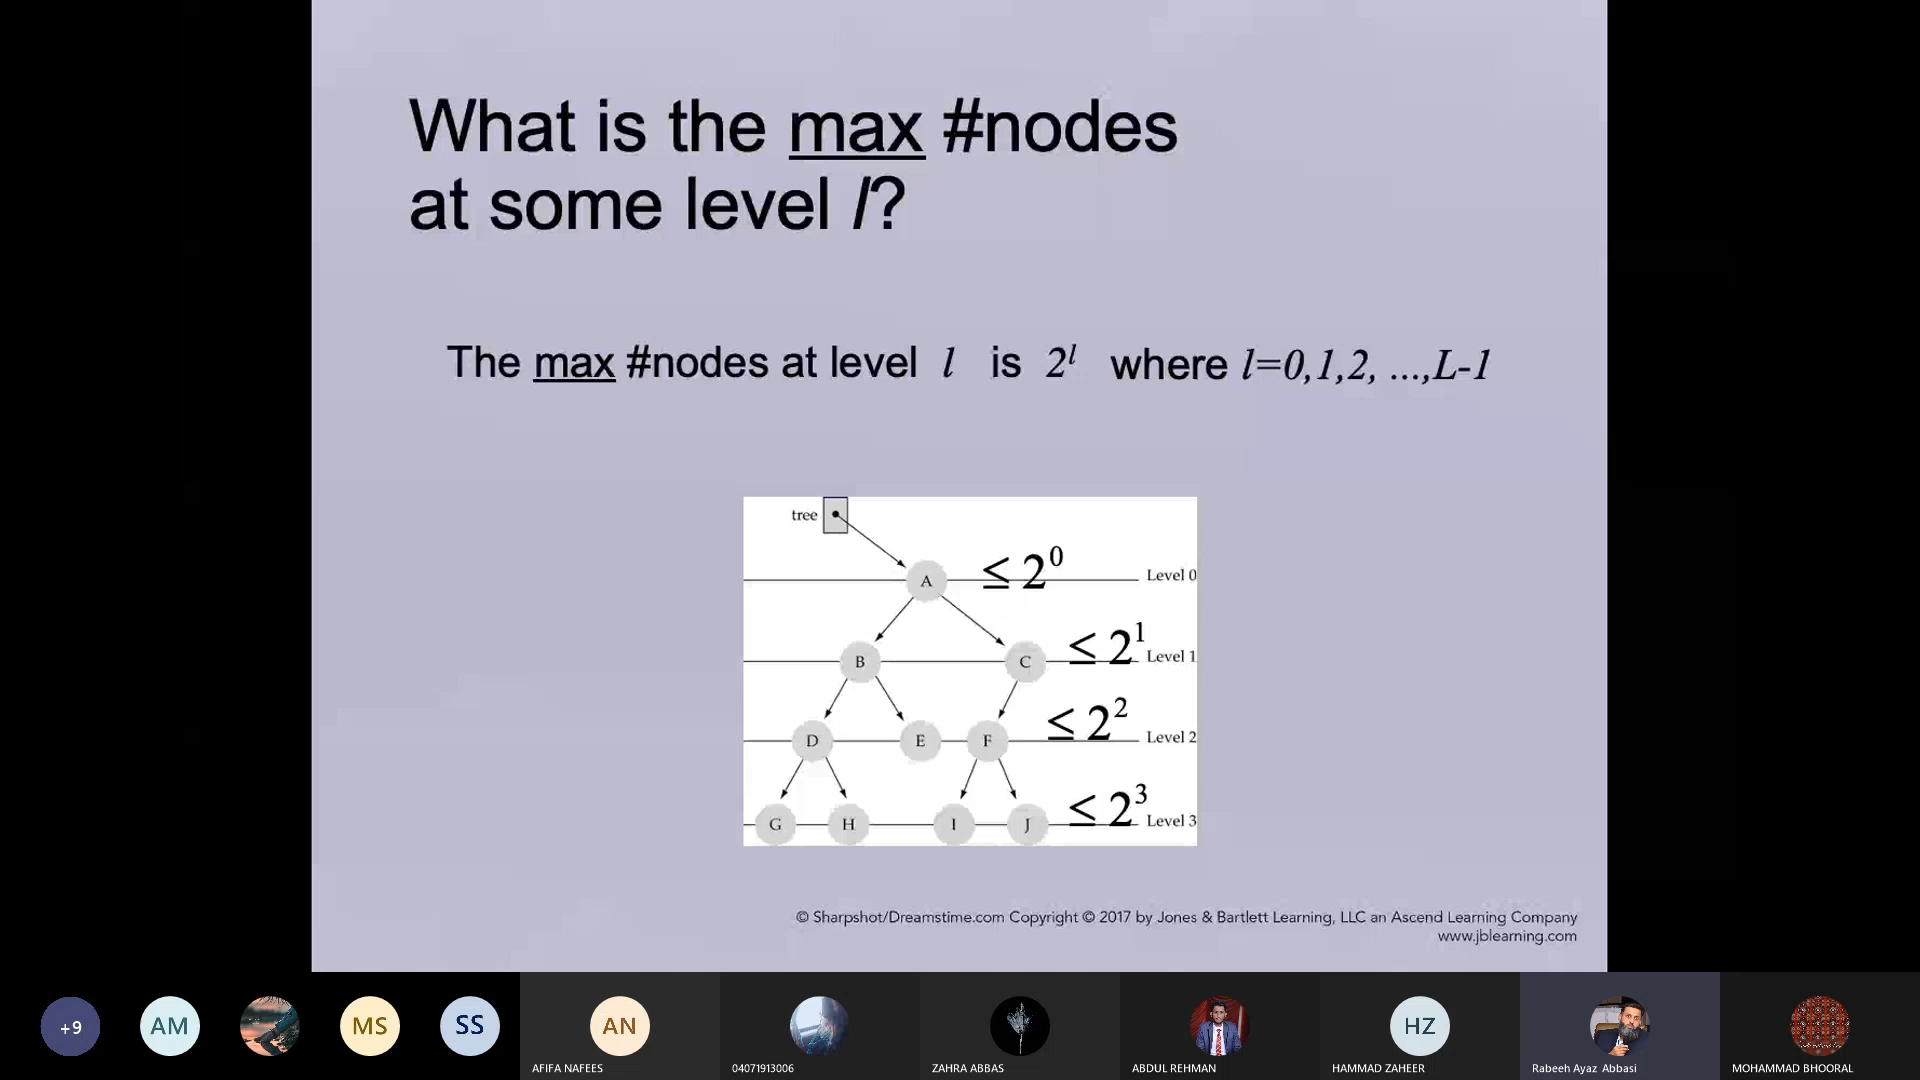 What is the max #nodes
at some level l?
The max #nodes at level l is 2^l where l=0,1,2, ...,L-1
tree
A ≤ 2^0 Level 0
B C ≤ 2^1 Level 1
D E F ≤ 2^2 Level 2
G H I J ≤ 2^3 Level 3
© Sharpshot/Dreamstime.com Copyright © 2017 by Jones & Bartlett Learning, LLC an Ascend Learning Company
www.jblearning.com
+9 AM MS SS AN HZ
AFIFA NAFEES 04071913006 ZAHRA ABBAS ABDUL REHMAN HAMMAD ZAHEER Rabeeh Ayaz Abbasi MOHAMMAD BHOORAL